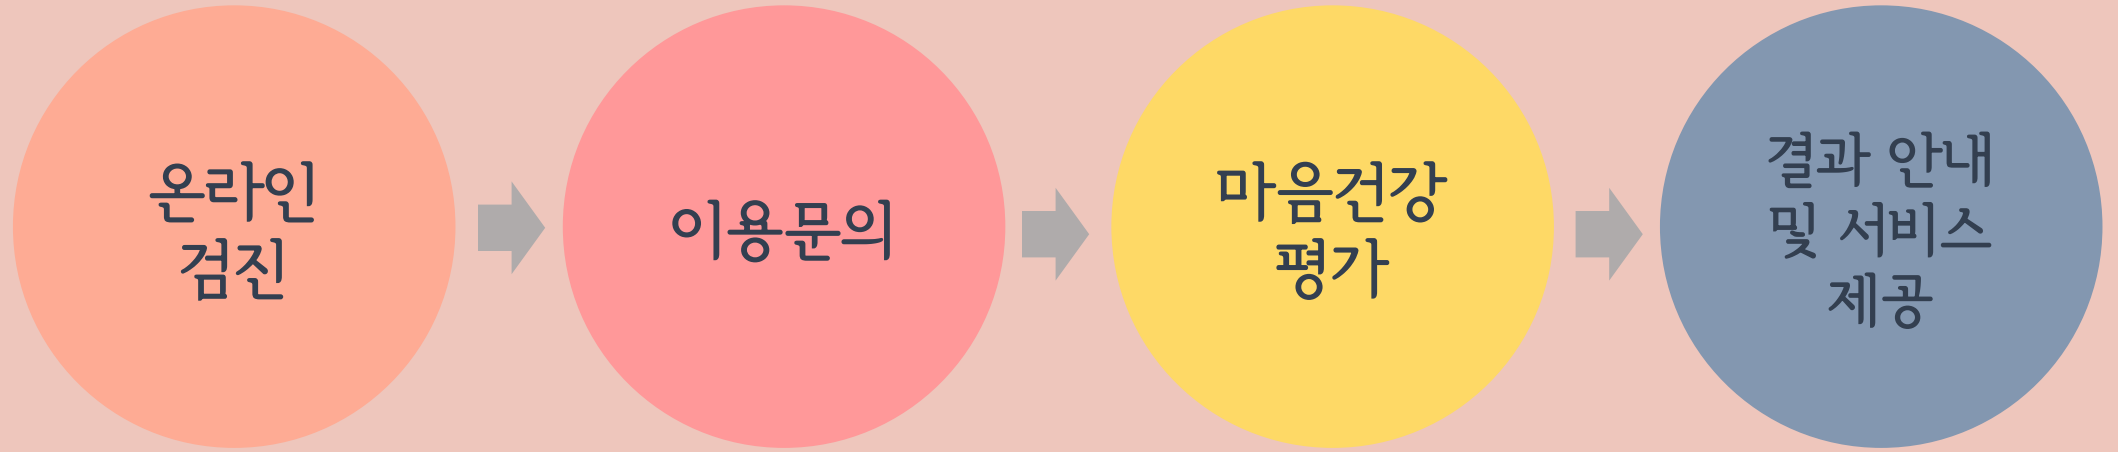 온라인
검진
이용문의
마음건강
평가
결과 안내
및 서비스
제공